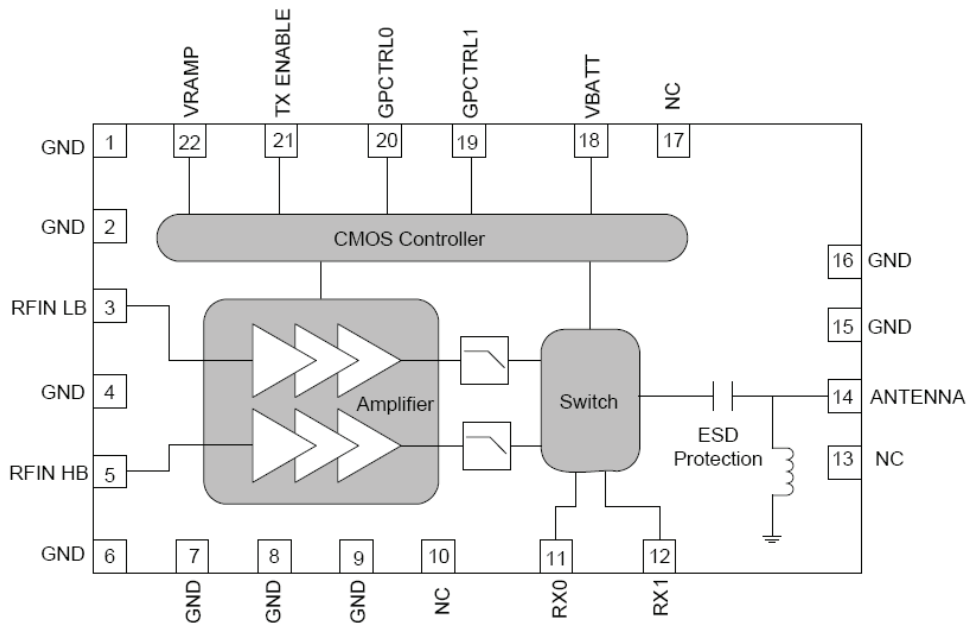 VRAMP
TX ENABLE
GPCTRL0
GPCTRL1
VBATT
NC
GND
1
22
21
20
19
18
17
GND
2
CMOS Controller
16
GND
RFIN LB
3
15
GND
GND
4
Amplifier
Switch
14
ANTENNA
ESD
Protection
RFIN HB
5
13
NC
GND
6
7
8
9
10
11
12
GND
GND
GND
NC
RX0
RX1